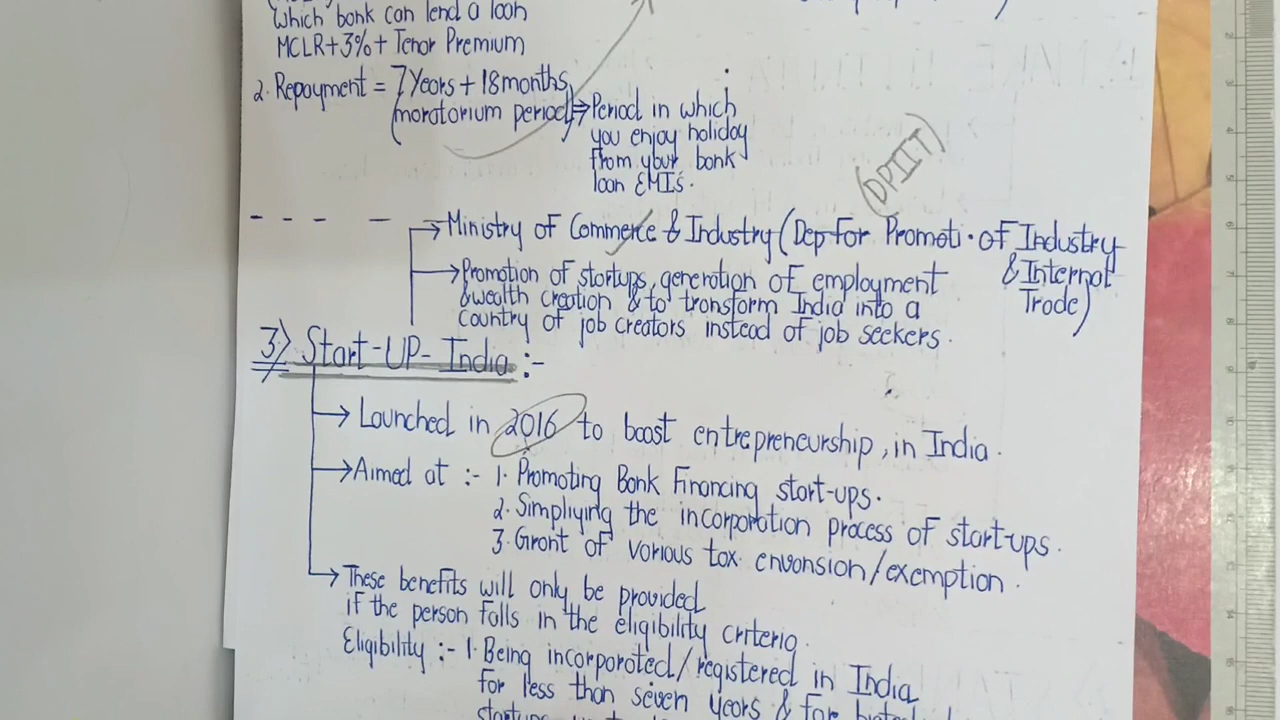 which bank can lend a loan
MCLR+3%+ Tenor Premium
2. Repayment = 7 Years + 18 months
(moratorium period) ⇒ Period in which
you enjoy holiday
from your bank
loan EMIs.
(DPIIT)
→ Ministry of Commerce & Industry (Dep for Promoti. of Industry
& Internal
Trade)
→ Promotion of startups, generation of employment
& wealth creation & to transform India into a
country of job creators instead of job seekers.
3) Start-UP-India :-
→ Launched in 2016 to boost entrepreneurship, in India.
→ Aimed at :- 1. Promoting Bank Financing start-ups.
2. Simpliying the incorporation process of start-ups.
3. Grant of various tax envansion/exemption.
→ These benefits will only be provided
if the person falls in the eligibility criteria.
Eligibility :- 1. Being incorporated/registered in India
for less than seven years & for
startups